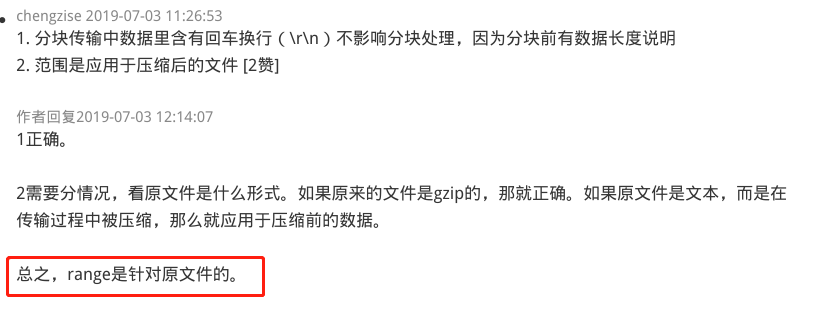 chengzise 2019-07-03 11:26:53
1. 分块传输中数据里含有回车换行（\r\n）不影响分块处理，因为分块前有数据长度说明
2. 范围是应用于压缩后的文件 [2赞]
作者回复2019-07-03 12:14:07
1正确。
2需要分情况，看原文件是什么形式。如果原来的文件是gzip的，那就正确。如果原文件是文本，而是在
传输过程中被压缩，那么就应用于压缩前的数据。
总之，range是针对原文件的。